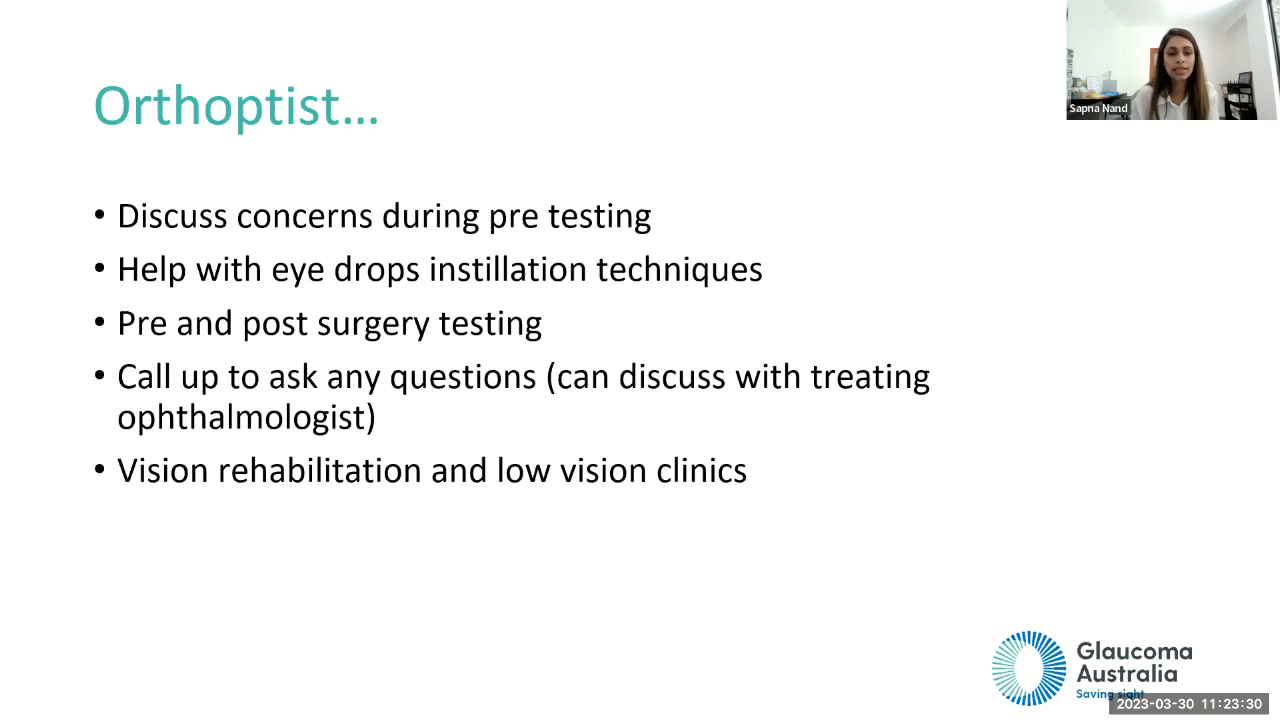 Orthoptist...
• Discuss concerns during pre testing
• Help with eye drops instillation techniques
• Pre and post surgery testing
• Call up to ask any questions (can discuss with treating
ophthalmologist)
• Vision rehabilitation and low vision clinics
Sapna Nand
Glaucoma
Australia
Saving sight
2023-03-30 11:23:30